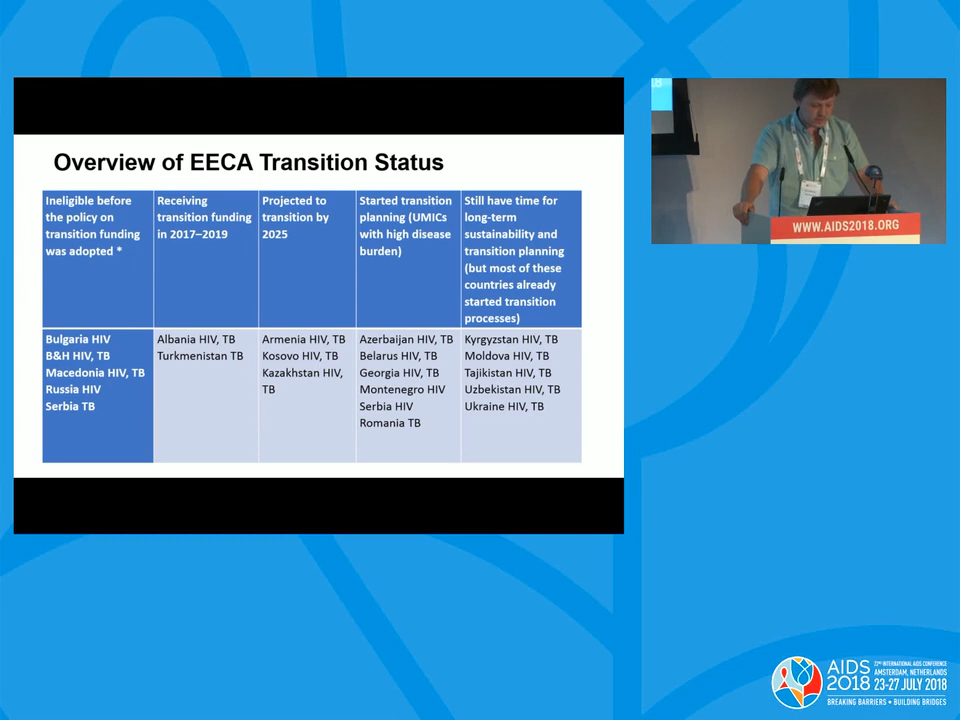 Overview of EECA Transition Status
Ineligible before
the policy on
transition funding
was adopted *
Receiving
transition funding
in 2017–2019
Projected to
transition by
2025
Started transition
planning (UMICs
with high disease
burden)
Still have time for
long-term
sustainability and
transition planning
(but most of these
countries already
started transition
processes)
Bulgaria HIV
B&H HIV, TB
Macedonia HIV, TB
Russia HIV
Serbia TB
Albania HIV, TB
Turkmenistan TB
Armenia HIV, TB
Kosovo HIV, TB
Kazakhstan HIV,
TB
Azerbaijan HIV, TB
Belarus HIV, TB
Georgia HIV, TB
Montenegro HIV
Serbia HIV
Romania TB
Kyrgyzstan HIV, TB
Moldova HIV, TB
Tajikistan HIV, TB
Uzbekistan HIV, TB
Ukraine HIV, TB
WWW.AIDS2018.ORG
AIDS
2018
22ND INTERNATIONAL AIDS CONFERENCE
AMSTERDAM, NETHERLANDS
23-27 JULY 2018
BREAKING BARRIERS • BUILDING BRIDGES